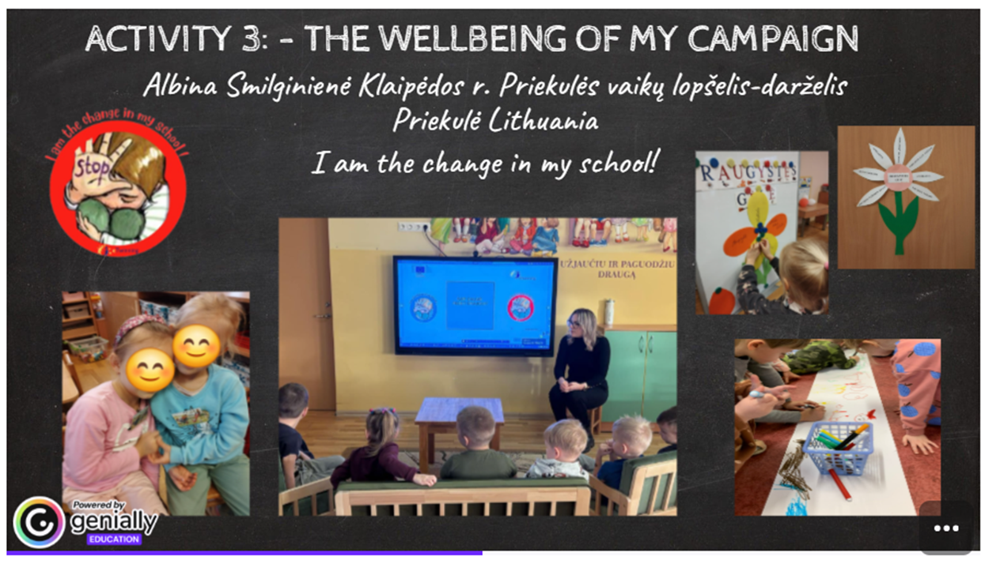 ACTIVITY 3: - THE WELLBEING OF MY CAMPAIGN
Albina Smilginienė Klaipėdos r. Priekulės vaikų lopšelis-darželis
Priekulė Lithuania
I am the change in my school!
I am the change in my school!
Stop
RAUGYSTĖS
UŽJAUČIU IR PAGUODŽIU
DRAUGĄ
Powered by
genially
EDUCATION